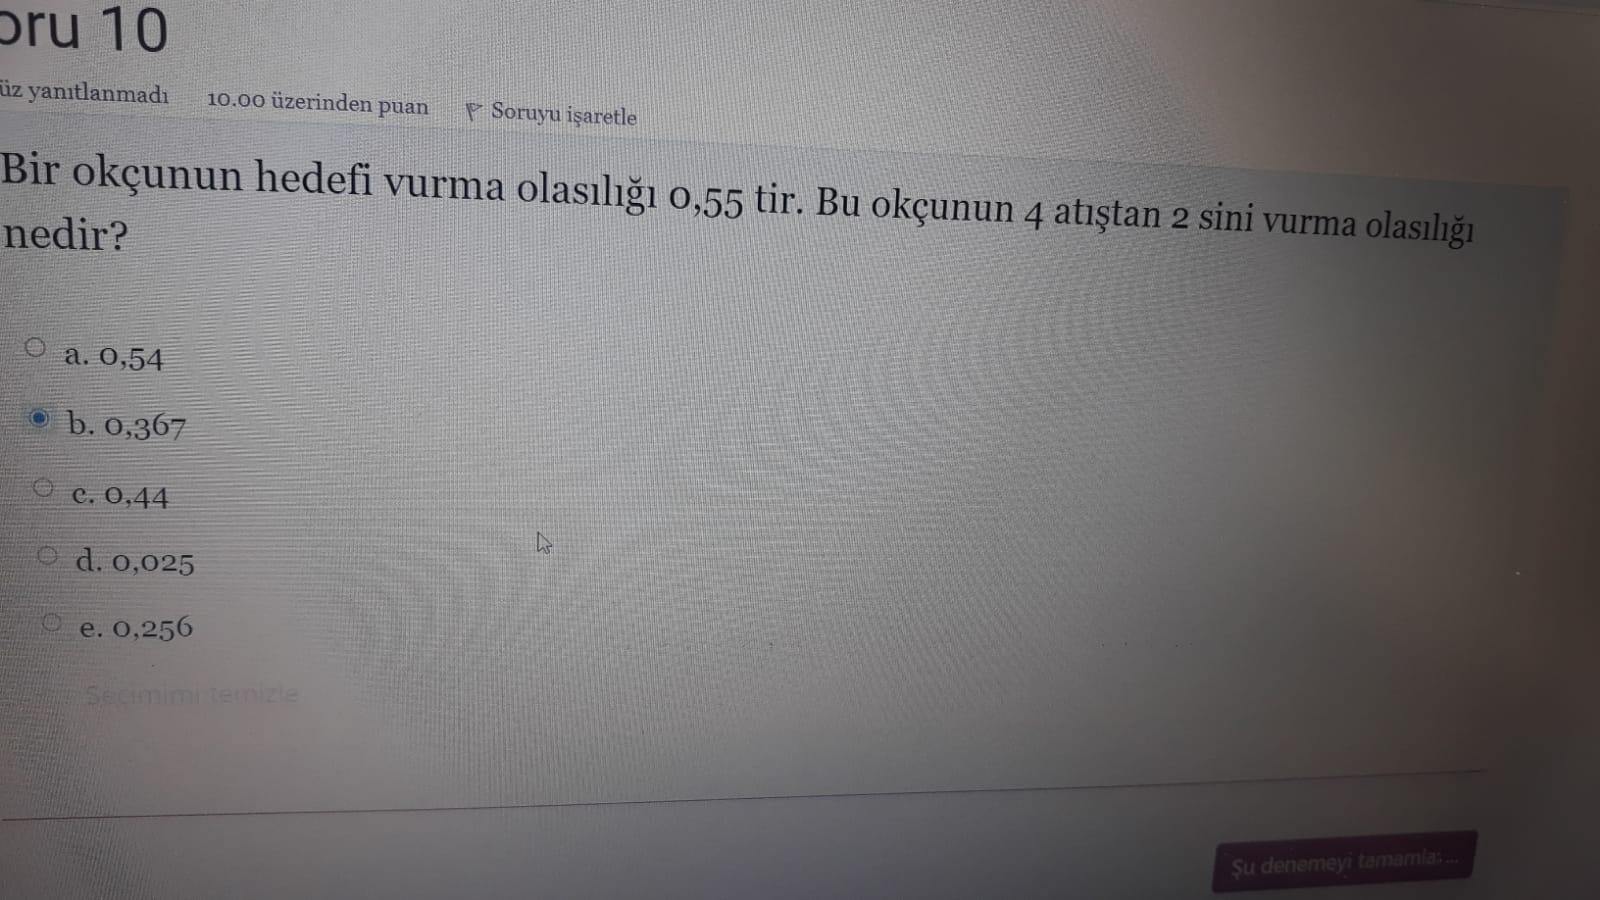 oru 10
üz yanıtlanmadı 10.00 üzerinden puan Soruyu işaretle
Bir okçunun hedefi vurma olasılığı 0,55 tir. Bu okçunun 4 atıştan 2 sini vurma olasılığı
nedir?
a. 0,54
b. 0,367
c. 0,44
d. 0,025
e. 0,256
Seçimimi temizle
Şu denemeyi tamamla: ...